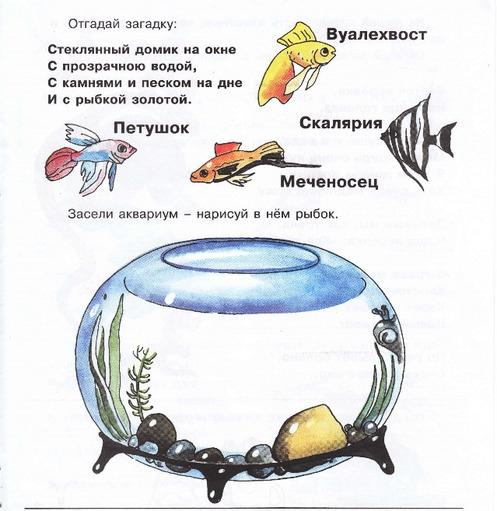 Отгадай загадку:
Стеклянный домик на окне
С прозрачною водой,
С камнями и песком на дне
И с рыбкой золотой.
Вуалехвост
Петушок
Скалярия
Меченосец
Засели аквариум – нарисуй в нём рыбок.